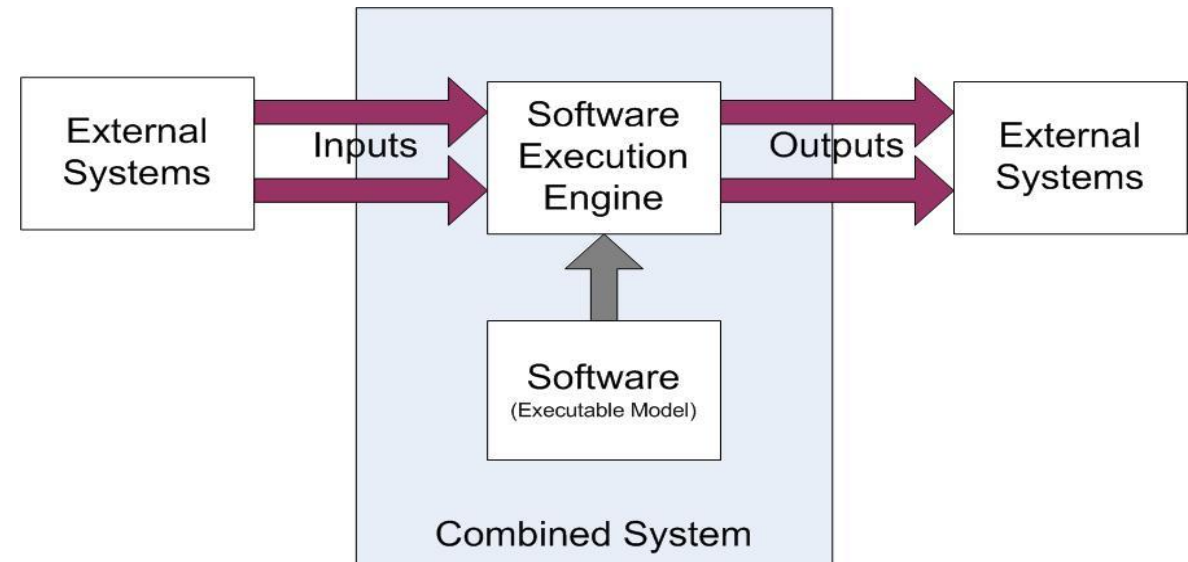 External
Systems
Inputs
Software
Execution
Engine
Outputs
External
Systems
Software
(Executable Model)
Combined System